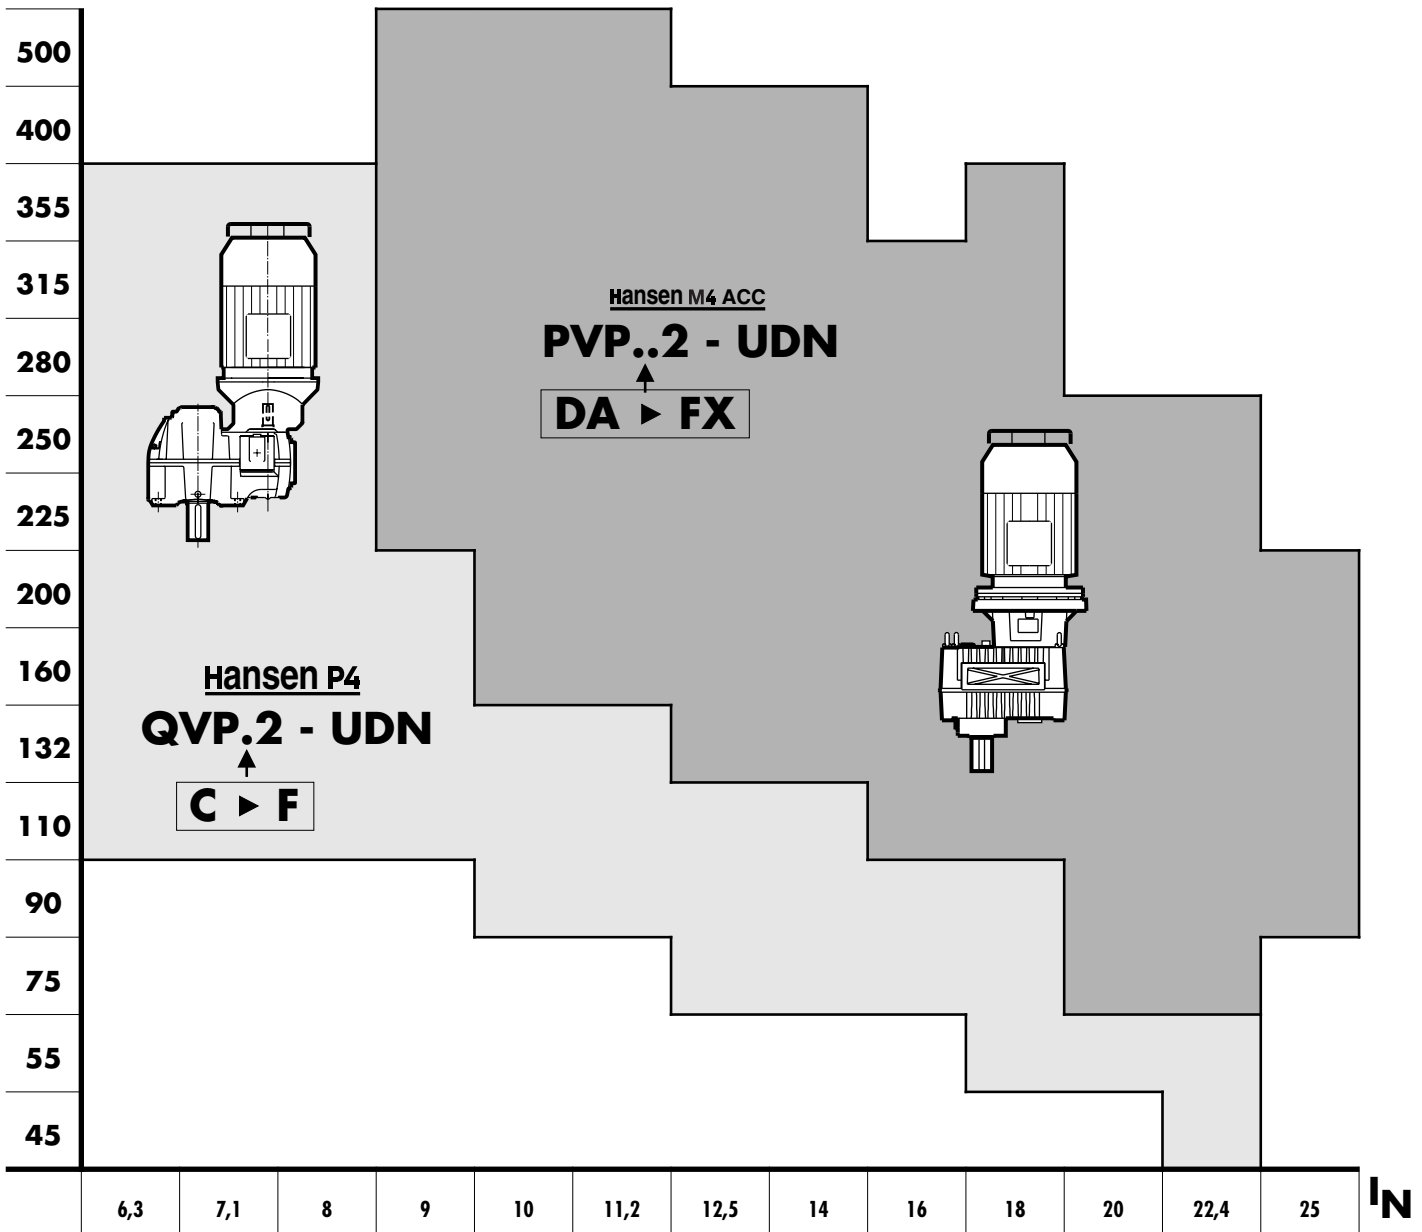 500
400
355
315
280
250
225
200
160
132
110
90
75
55
45
Hansen M4 ACC
PVP..2 - UDN
DA ▶ FX
Hansen P4
QVP.2 - UDN
C ▶ F
6,3 7,1 8 9 10 11,2 12,5 14 16 18 20 22,4 25 IN